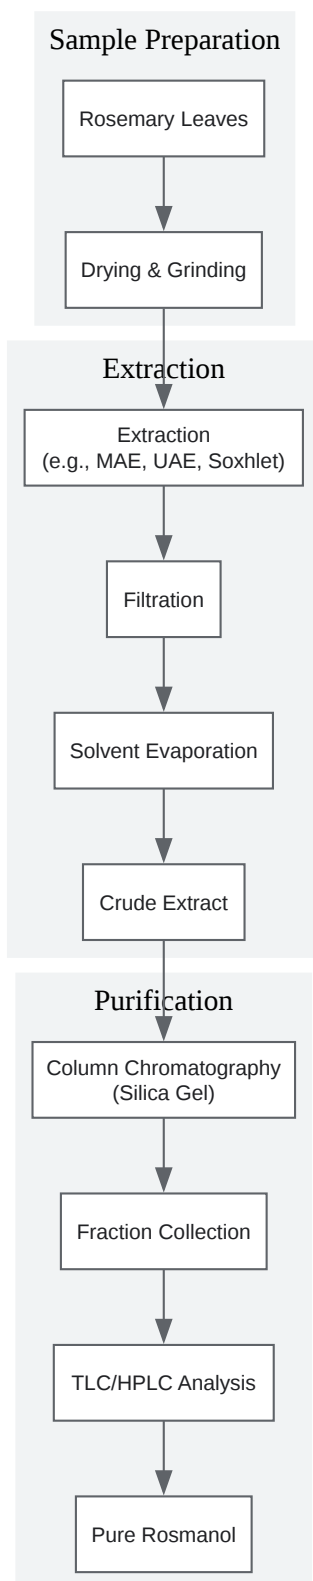 Sample Preparation
Rosemary Leaves
Drying & Grinding
Extraction
Extraction
(e.g., MAE, UAE, Soxhlet)
Filtration
Solvent Evaporation
Crude Extract
Purification
Column Chromatography
(Silica Gel)
Fraction Collection
TLC/HPLC Analysis
Pure Rosmanol